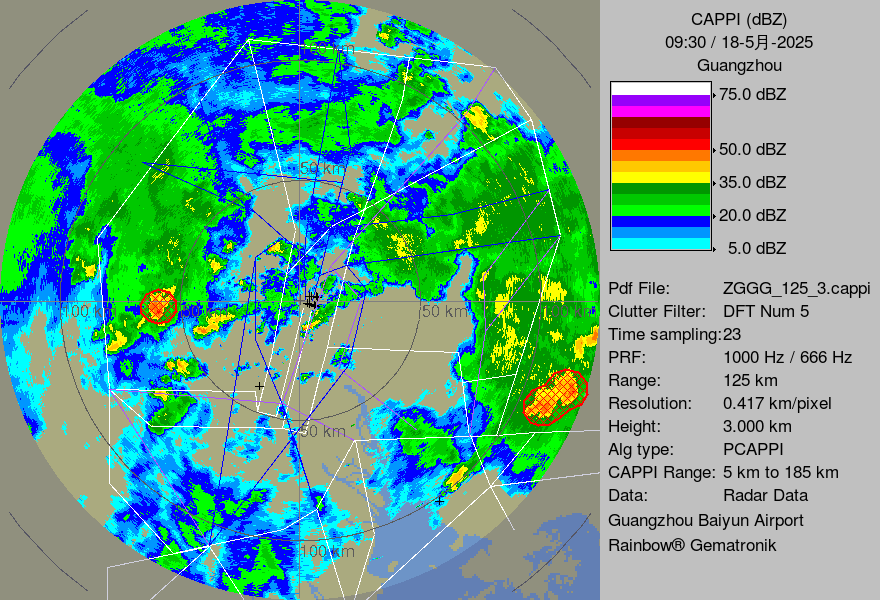 CAPPI (dBZ)
09:30 / 18-5月-2025
Guangzhou
75.0 dBZ
50.0 dBZ
35.0 dBZ
20.0 dBZ
5.0 dBZ
Pdf File: ZGGG_125_3.cappi
Clutter Filter: DFT Num 5
Time sampling:23
PRF: 1000 Hz / 666 Hz
Range: 125 km
Resolution: 0.417 km/pixel
Height: 3.000 km
Alg type: PCAPPI
CAPPI Range: 5 km to 185 km
Data: Radar Data
Guangzhou Baiyun Airport
Rainbow® Gematronik
50 km
100 km
50 km
50 km
100 km